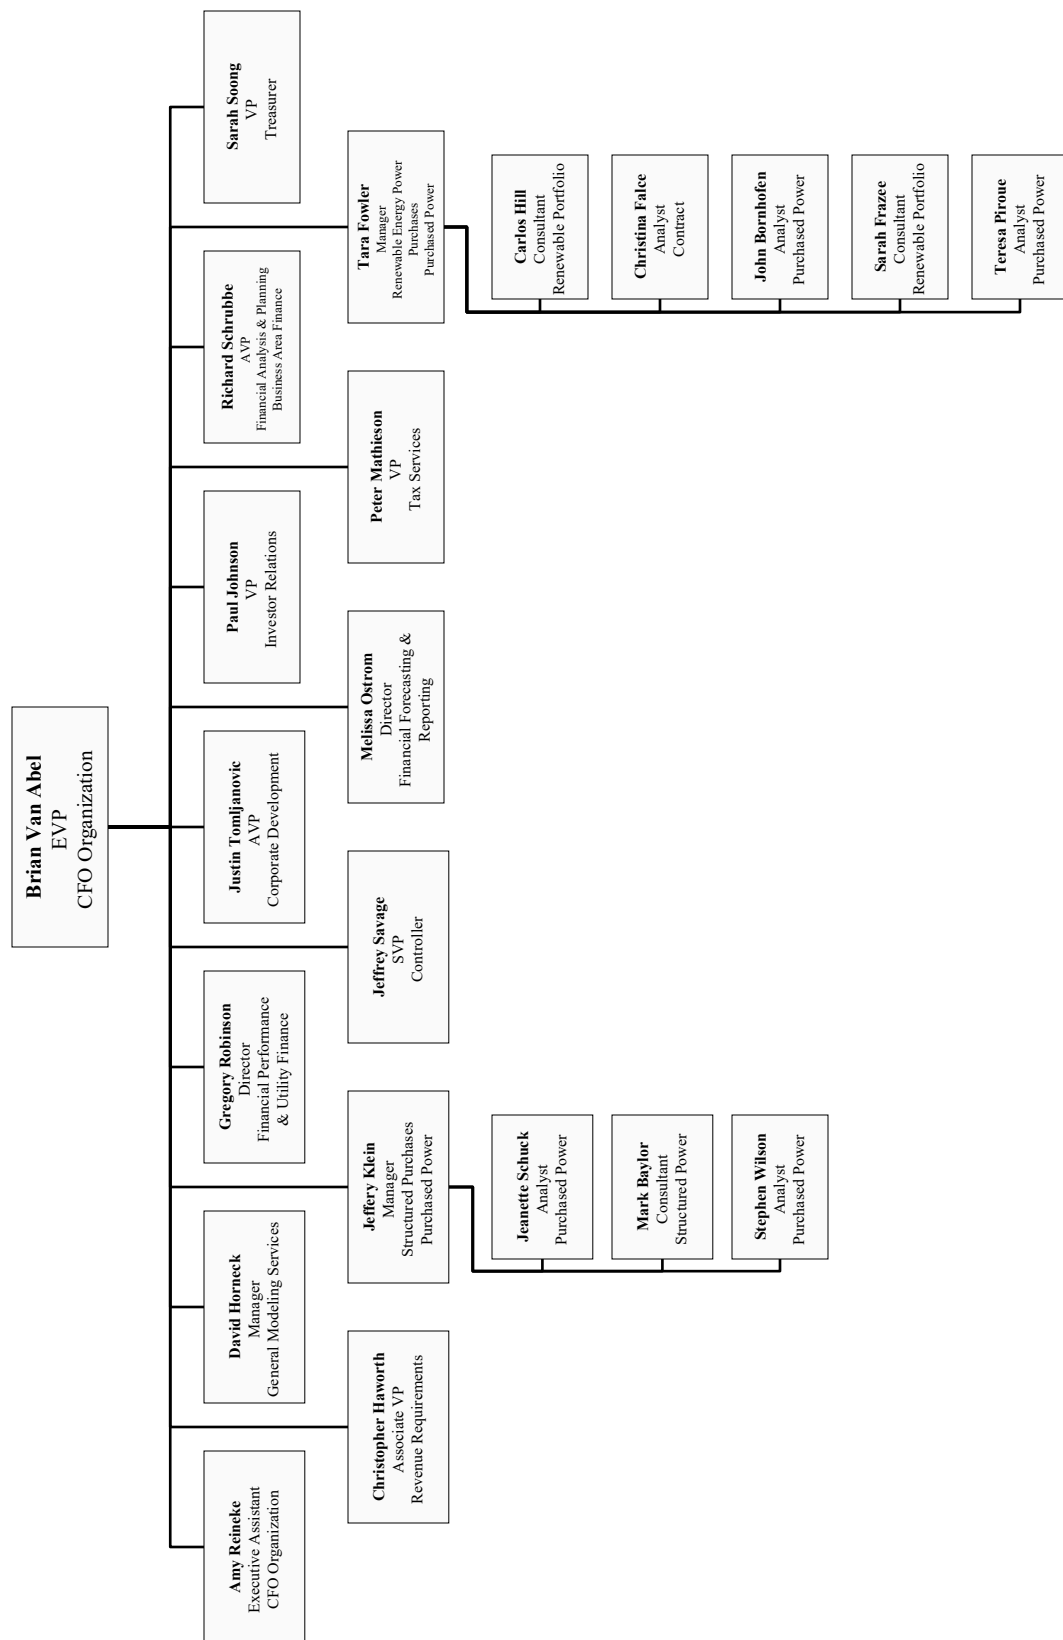 Brian Van Abel
EVP
CFO Organization
Amy Reineke
Executive Assistant
CFO Organization
Christopher Haworth
Associate VP
Revenue Requirements
David Horneck
Manager
General Modeling Services
Jeffery Klein
Manager
Structured Purchases
Purchased Power
Jeanette Schuck
Analyst
Purchased Power
Mark Baylor
Consultant
Structured Power
Stephen Wilson
Analyst
Purchased Power
Gregory Robinson
Director
Financial Performance
& Utility Finance
Jeffrey Savage
SVP
Controller
Justin Tomljanovic
AVP
Corporate Development
Melissa Ostrom
Director
Financial Forecasting &
Reporting
Paul Johnson
VP
Investor Relations
Peter Mathieson
VP
Tax Services
Richard Schrubbe
AVP
Financial Analysis & Planning
Business Area Finance
Tara Fowler
Manager
Renewable Energy Power
Purchases
Purchased Power
Carlos Hill
Consultant
Renewable Portfolio
Christina Falce
Analyst
Contract
John Bornhofen
Analyst
Purchased Power
Sarah Frazee
Consultant
Renewable Portfolio
Teresa Piroue
Analyst
Purchased Power
Sarah Soong
VP
Treasurer